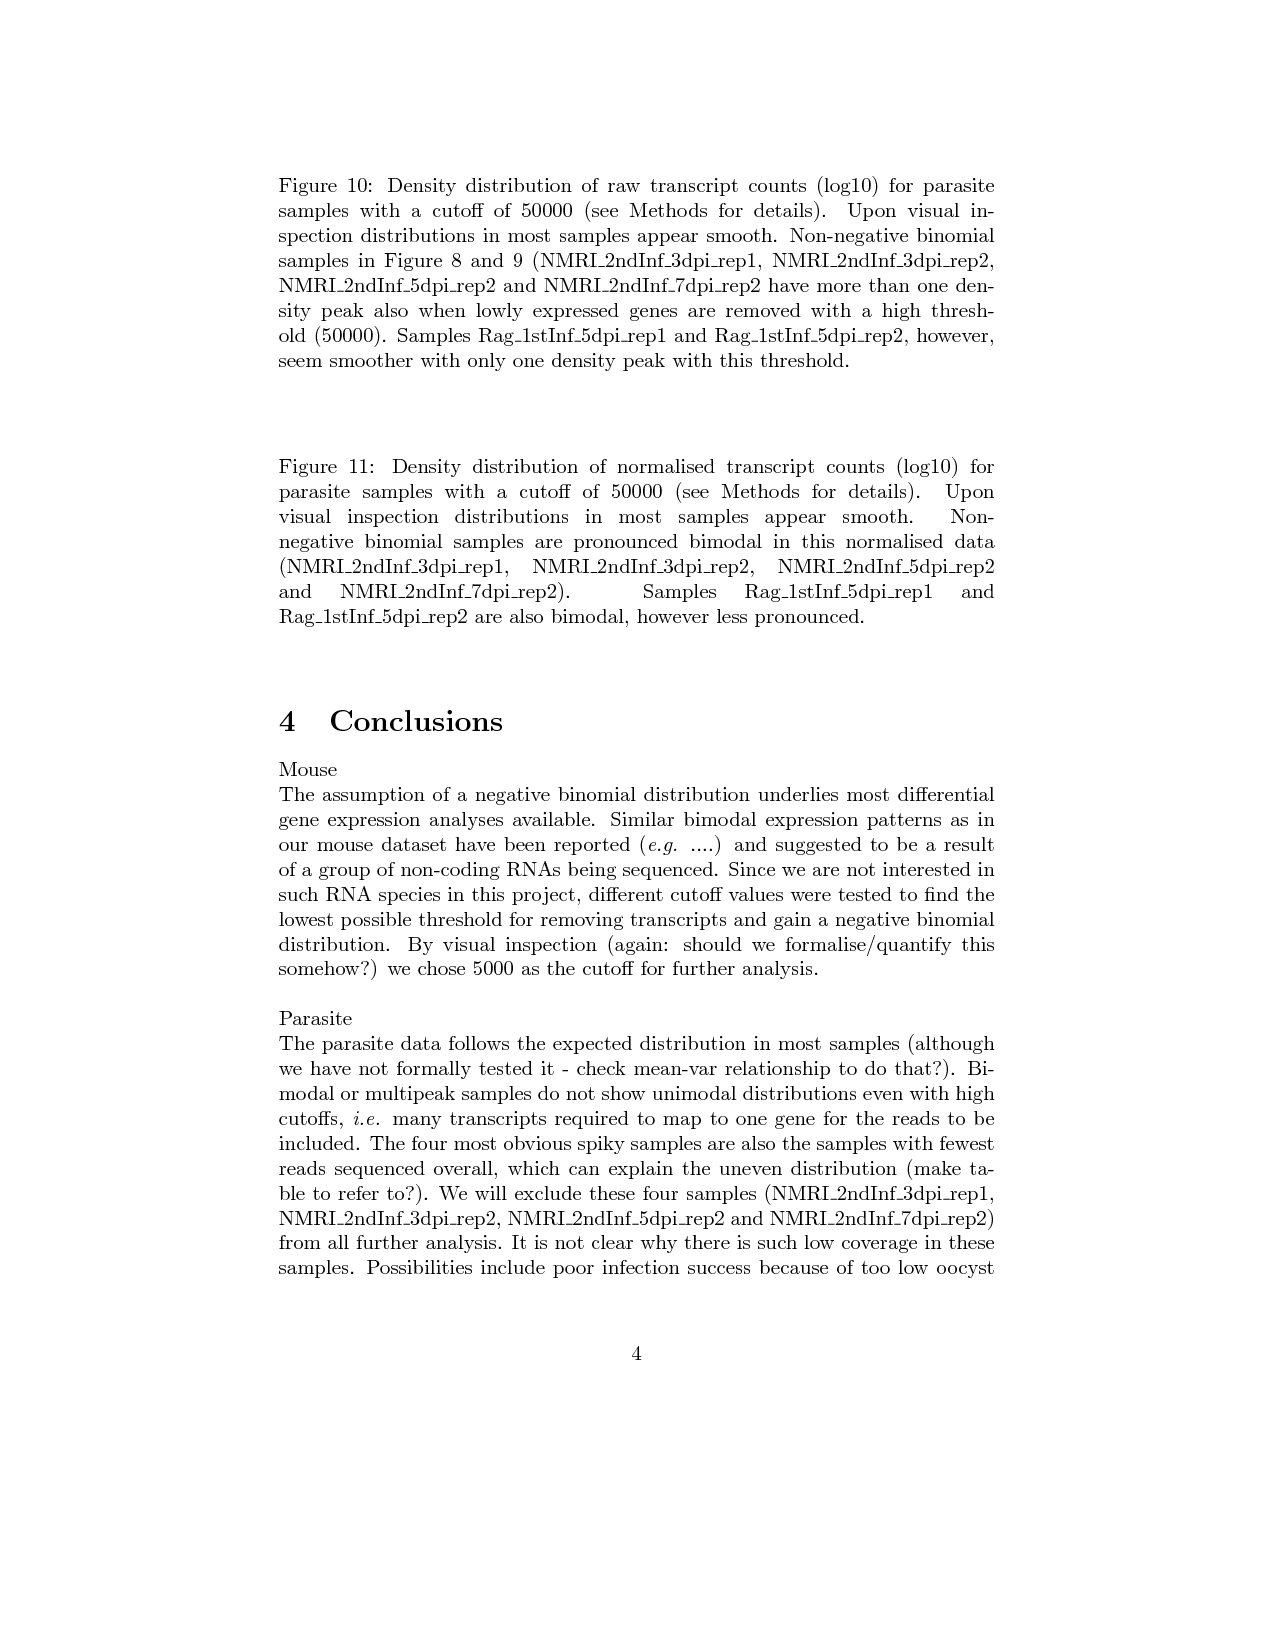 Figure 10: Density distribution of raw transcript counts (log10) for parasite
samples with a cutoff of 50000 (see Methods for details). Upon visual in-
spection distributions in most samples appear smooth. Non-negative binomial
samples in Figure 8 and 9 (NMRI_2ndInf_3dpi_rep1, NMRI_2ndInf_3dpi_rep2,
NMRI_2ndInf_5dpi_rep2 and NMRI_2ndInf_7dpi_rep2 have more than one den-
sity peak also when lowly expressed genes are removed with a high thresh-
old (50000). Samples Rag_1stInf_5dpi_rep1 and Rag_1stInf_5dpi_rep2, however,
seem smoother with only one density peak with this threshold.
Figure 11: Density distribution of normalised transcript counts (log10) for
parasite samples with a cutoff of 50000 (see Methods for details). Upon
visual inspection distributions in most samples appear smooth. Non-
negative binomial samples are pronounced bimodal in this normalised data
(NMRI_2ndInf_3dpi_rep1, NMRI_2ndInf_3dpi_rep2, NMRI_2ndInf_5dpi_rep2
and NMRI_2ndInf_7dpi_rep2). Samples Rag_1stInf_5dpi_rep1 and
Rag_1stInf_5dpi_rep2 are also bimodal, however less pronounced.
4 Conclusions
Mouse
The assumption of a negative binomial distribution underlies most differential
gene expression analyses available. Similar bimodal expression patterns as in
our mouse dataset have been reported (e.g. ....) and suggested to be a result
of a group of non-coding RNAs being sequenced. Since we are not interested in
such RNA species in this project, different cutoff values were tested to find the
lowest possible threshold for removing transcripts and gain a negative binomial
distribution. By visual inspection (again: should we formalise/quantify this
somehow?) we chose 5000 as the cutoff for further analysis.
Parasite
The parasite data follows the expected distribution in most samples (although
we have not formally tested it - check mean-var relationship to do that?). Bi-
modal or multipeak samples do not show unimodal distributions even with high
cutoffs, i.e. many transcripts required to map to one gene for the reads to be
included. The four most obvious spiky samples are also the samples with fewest
reads sequenced overall, which can explain the uneven distribution (make ta-
ble to refer to?). We will exclude these four samples (NMRI_2ndInf_3dpi_rep1,
NMRI_2ndInf_3dpi_rep2, NMRI_2ndInf_5dpi_rep2 and NMRI_2ndInf_7dpi_rep2)
from all further analysis. It is not clear why there is such low coverage in these
samples. Possibilities include poor infection success because of too low oocyst
4